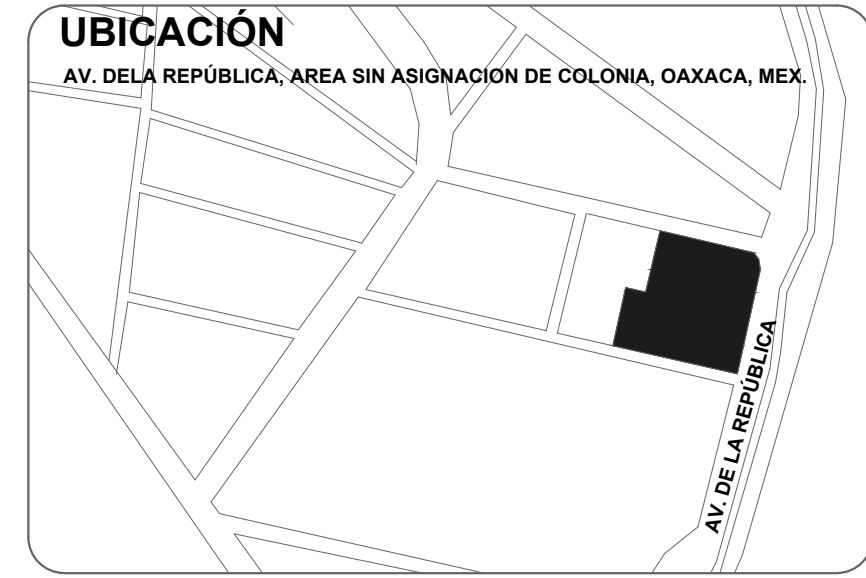 UBICACIÓN
AV. DELA REPÚBLICA, AREA SIN ASIGNACION DE COLONIA, OAXACA, MEX.
AV. DE LA REPÚBLICA